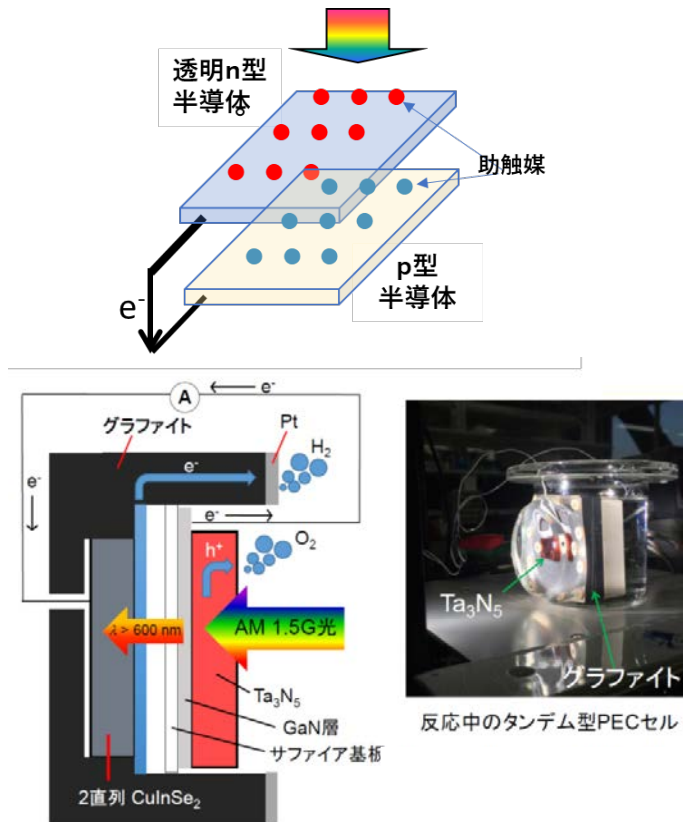 透明n型
半導体
。
助触媒
p型
半導体
e-
e-
A
グラファイト
Pt
H2
e-
e-
e-
O2
h+
λ > 600 nm
AM 1.5G光
Ta3N5
GaN層
サファイア基板
2直列 CuInSe2
Ta3N5
グラファイト
反応中のタンデム型PECセル